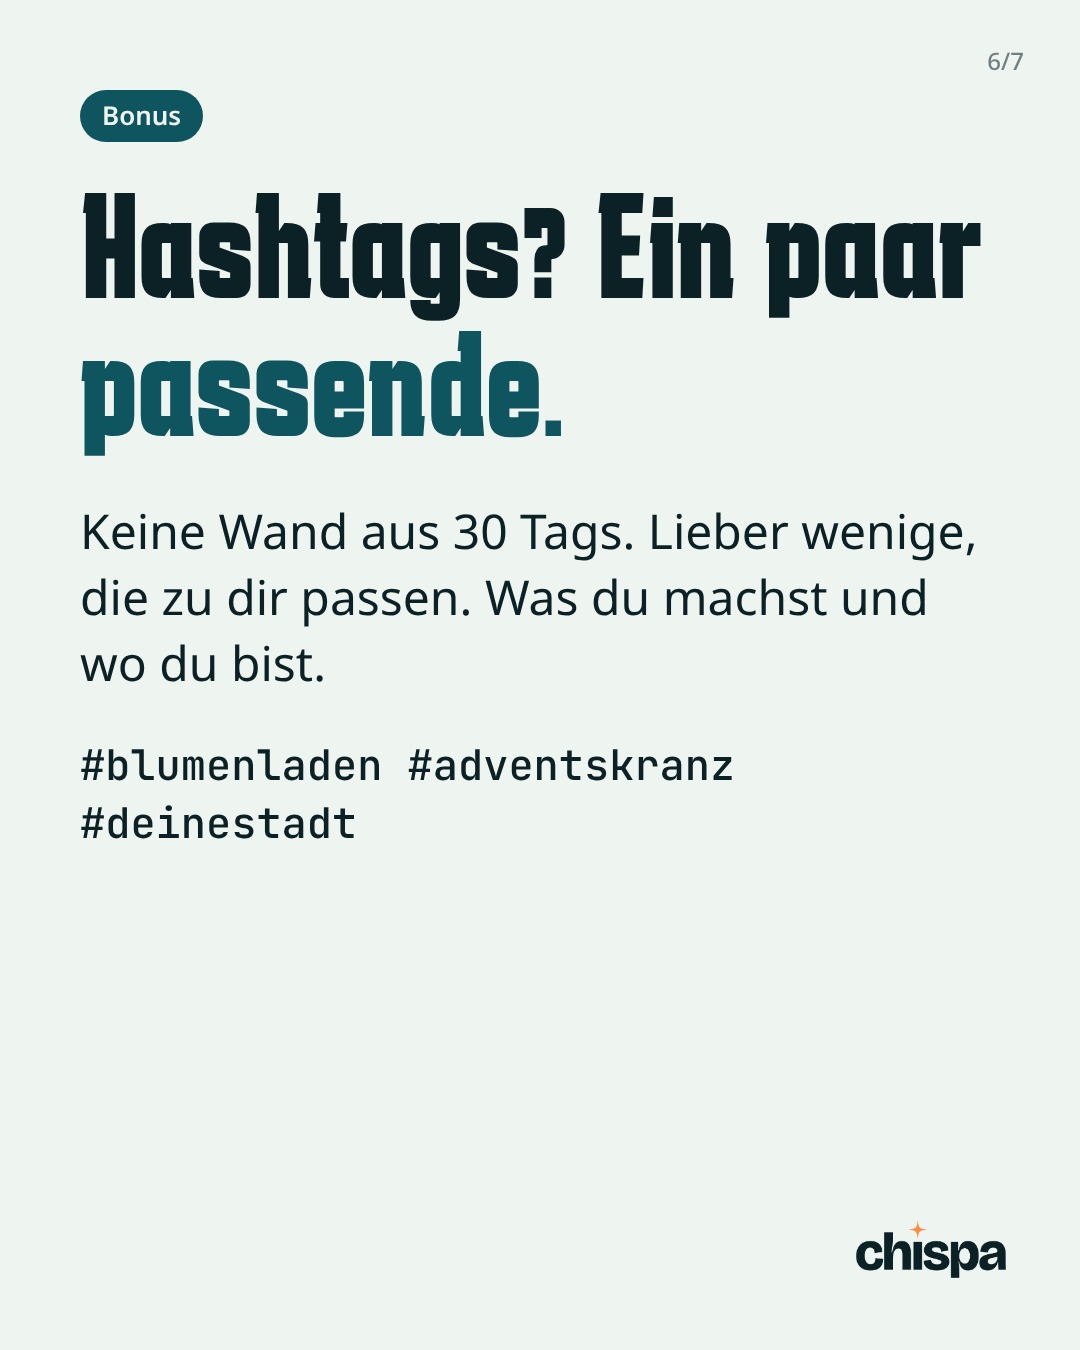 6/7
Bonus
Hashtags? Ein paar
passende.
Keine Wand aus 30 Tags. Lieber wenige,
die zu dir passen. Was du machst und
wo du bist.
#blumenladen #adventskranz
#deinestadt
chispa